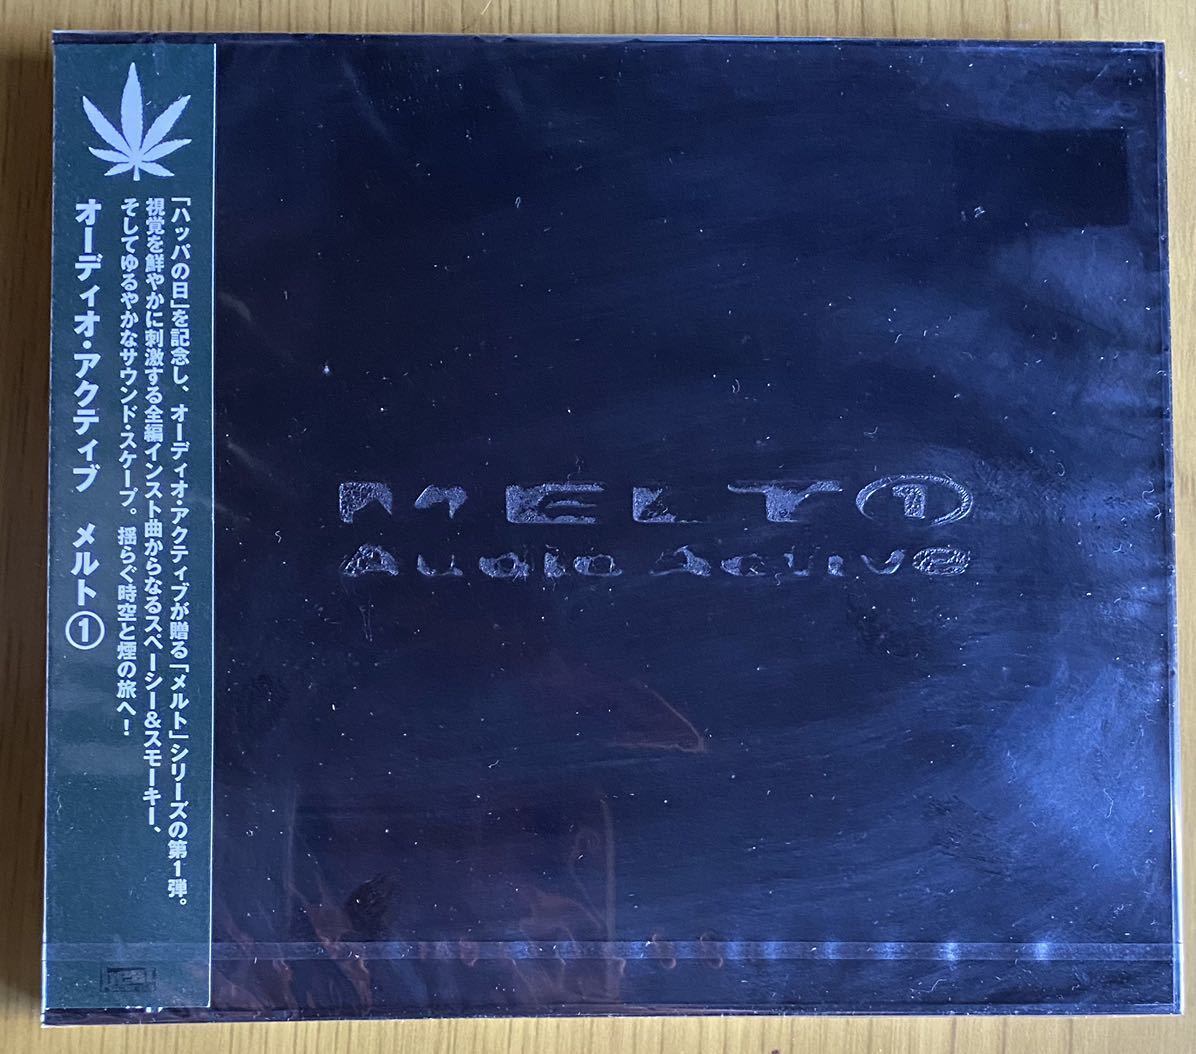 「ハッパの日」を記念し、オーディオ・アクティブが贈る「メルト」シリーズの第1弾。
視覚を鮮やかに刺激する全編インスト曲からなるスペーシー&スモーキー、
そしてゆるやかなサウンド・スケープ。揺らぐ時空と煙の旅へ!
オーディオ・アクティブ メルト①
MELT①
Audio Active